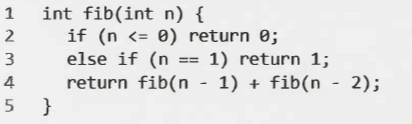 1 int fib(int n) {
2     if (n <= 0) return 0;
3     else if (n == 1) return 1;
4     return fib(n - 1) + fib(n - 2);
5 }